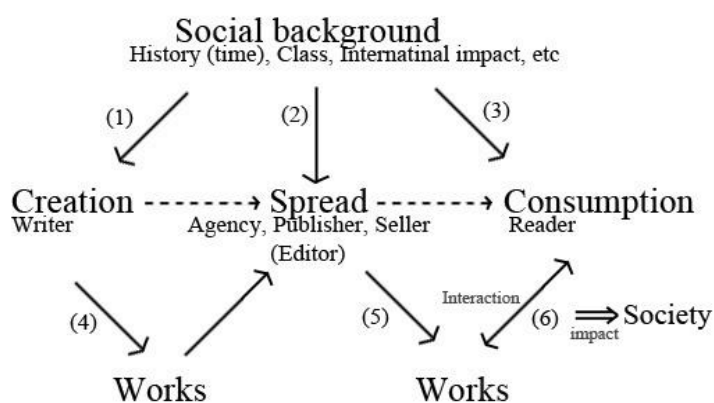 Social background
History (time), Class, Internatinal impact, etc
(1)
(2)
(3)
Creation
Writer
Spread
Agency, Publisher, Seller
(Editor)
Consumption
Reader
(4)
(5)
Interaction
(6)
impact
Society
Works
Works